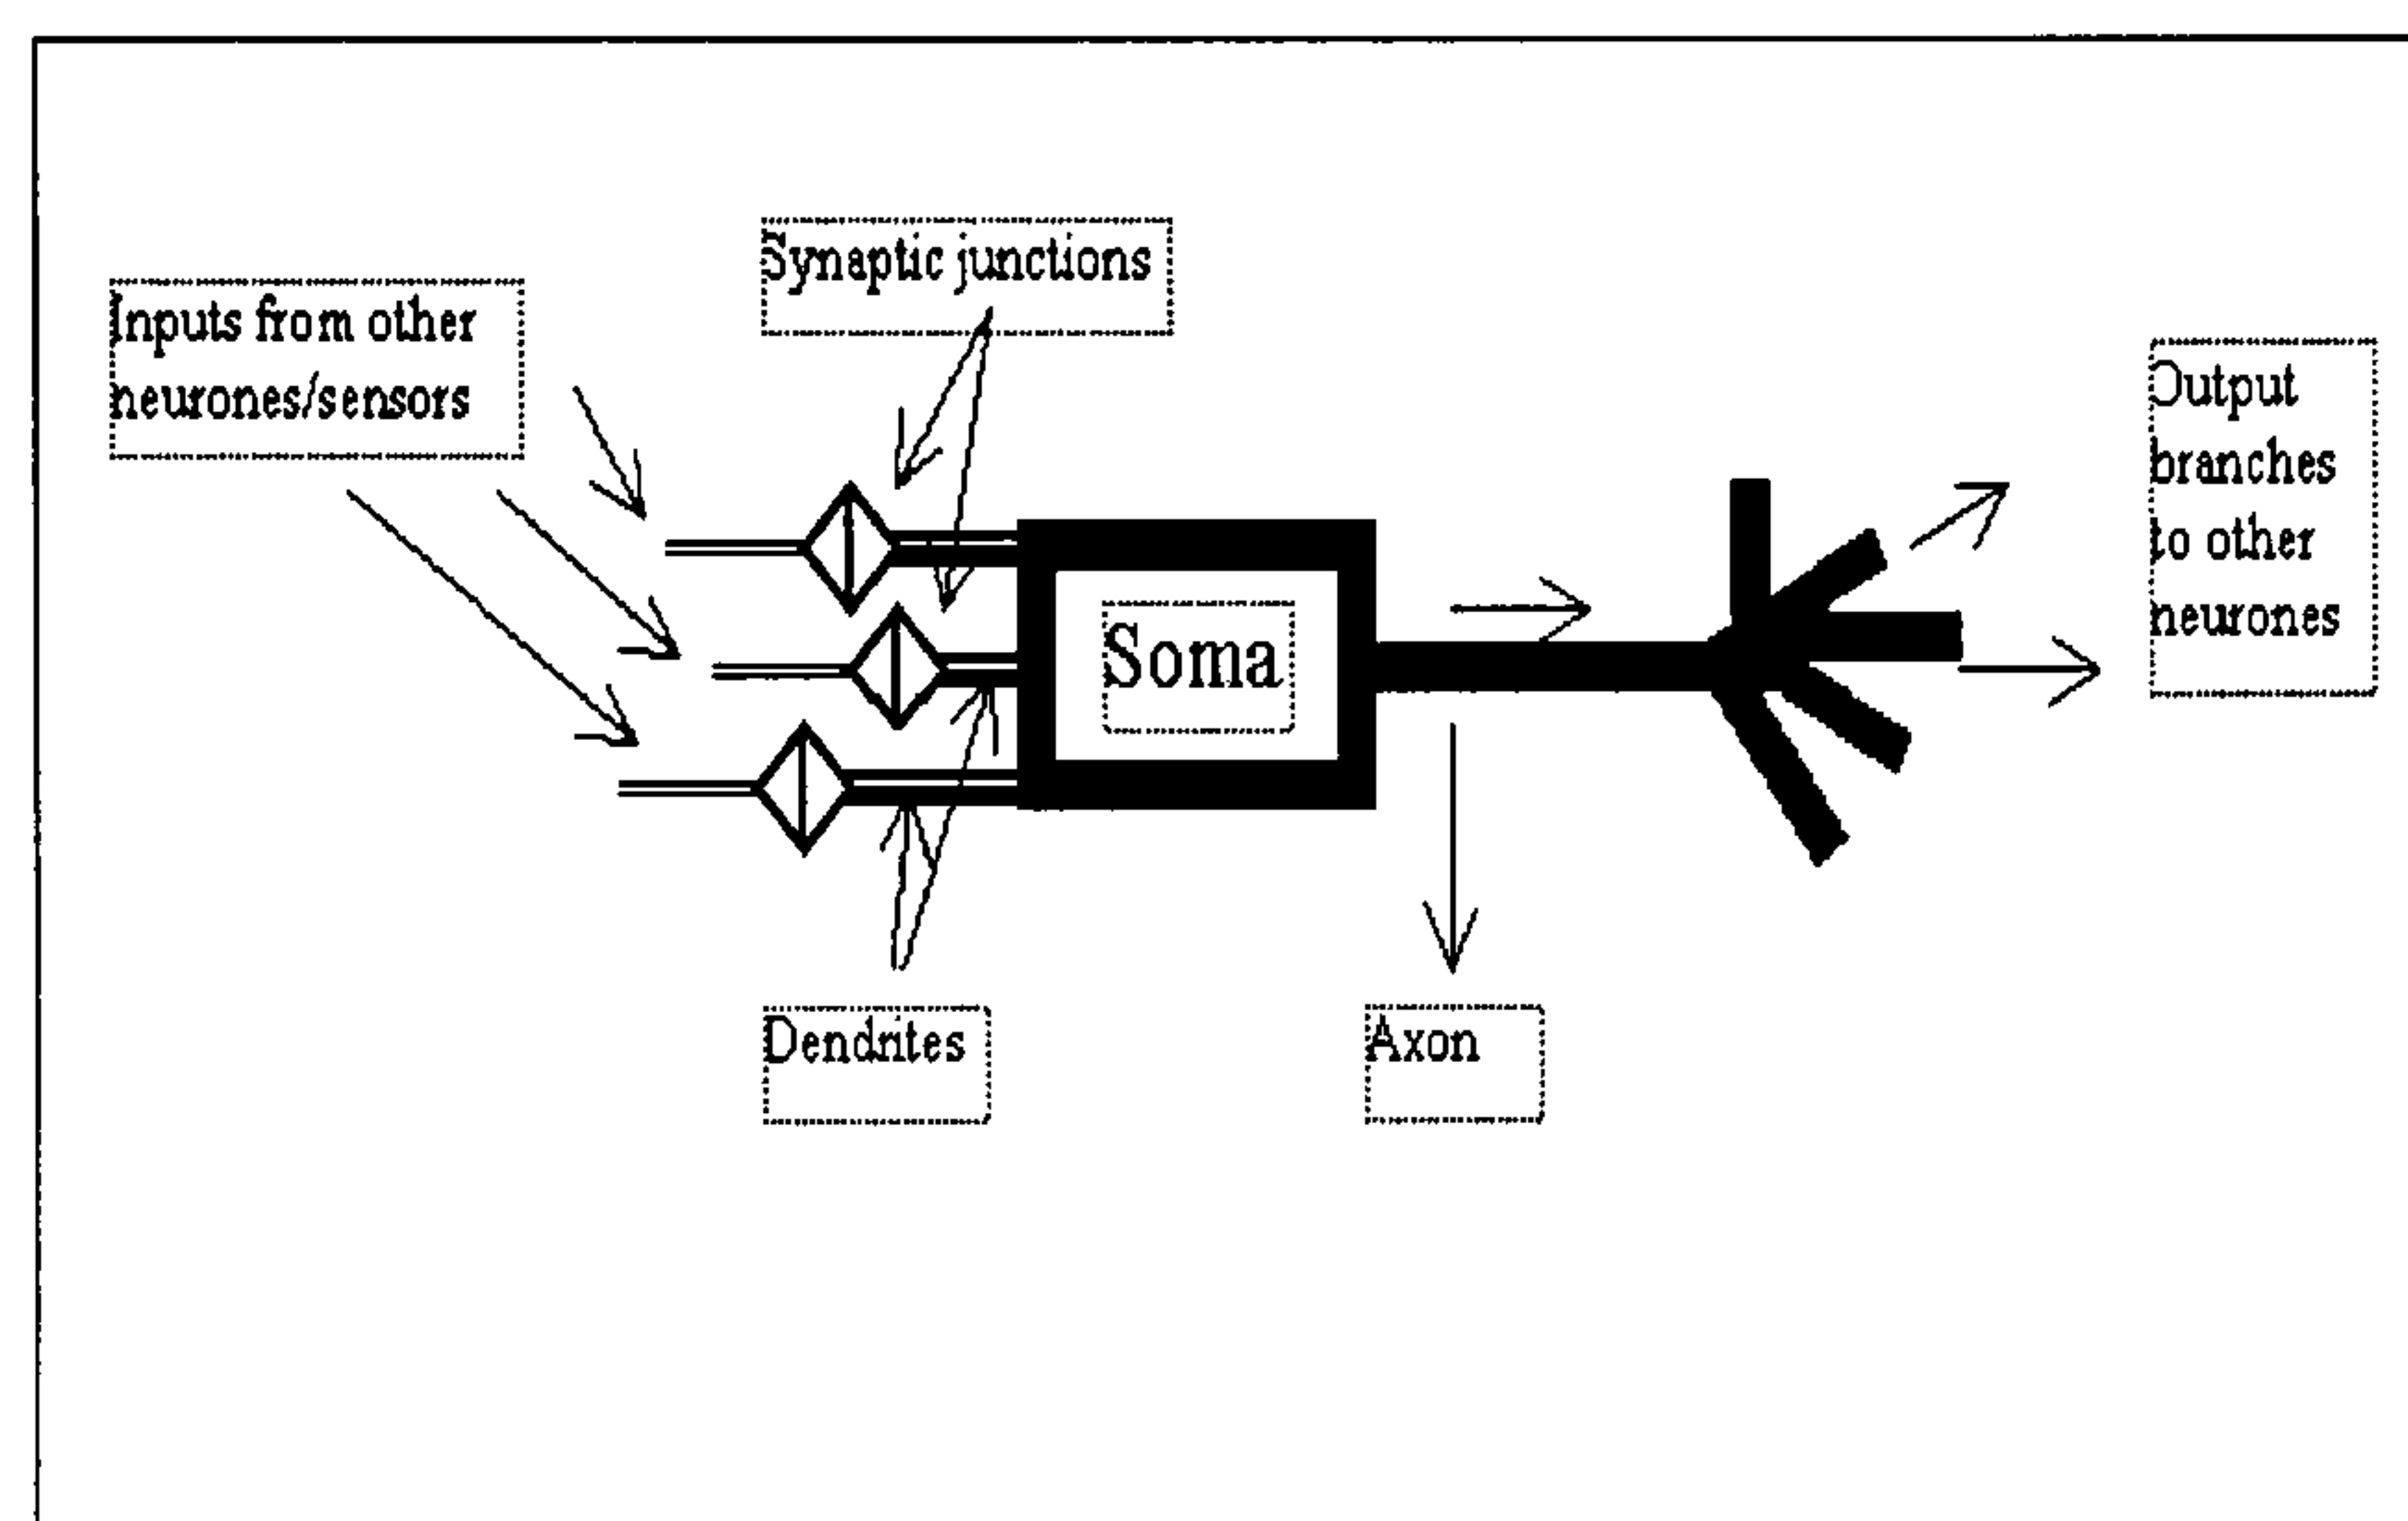 Synaptic junctions
Inputs from other
neurones/sensors
Output
branches
to other
neurones
Soma
Dendrites
Axon